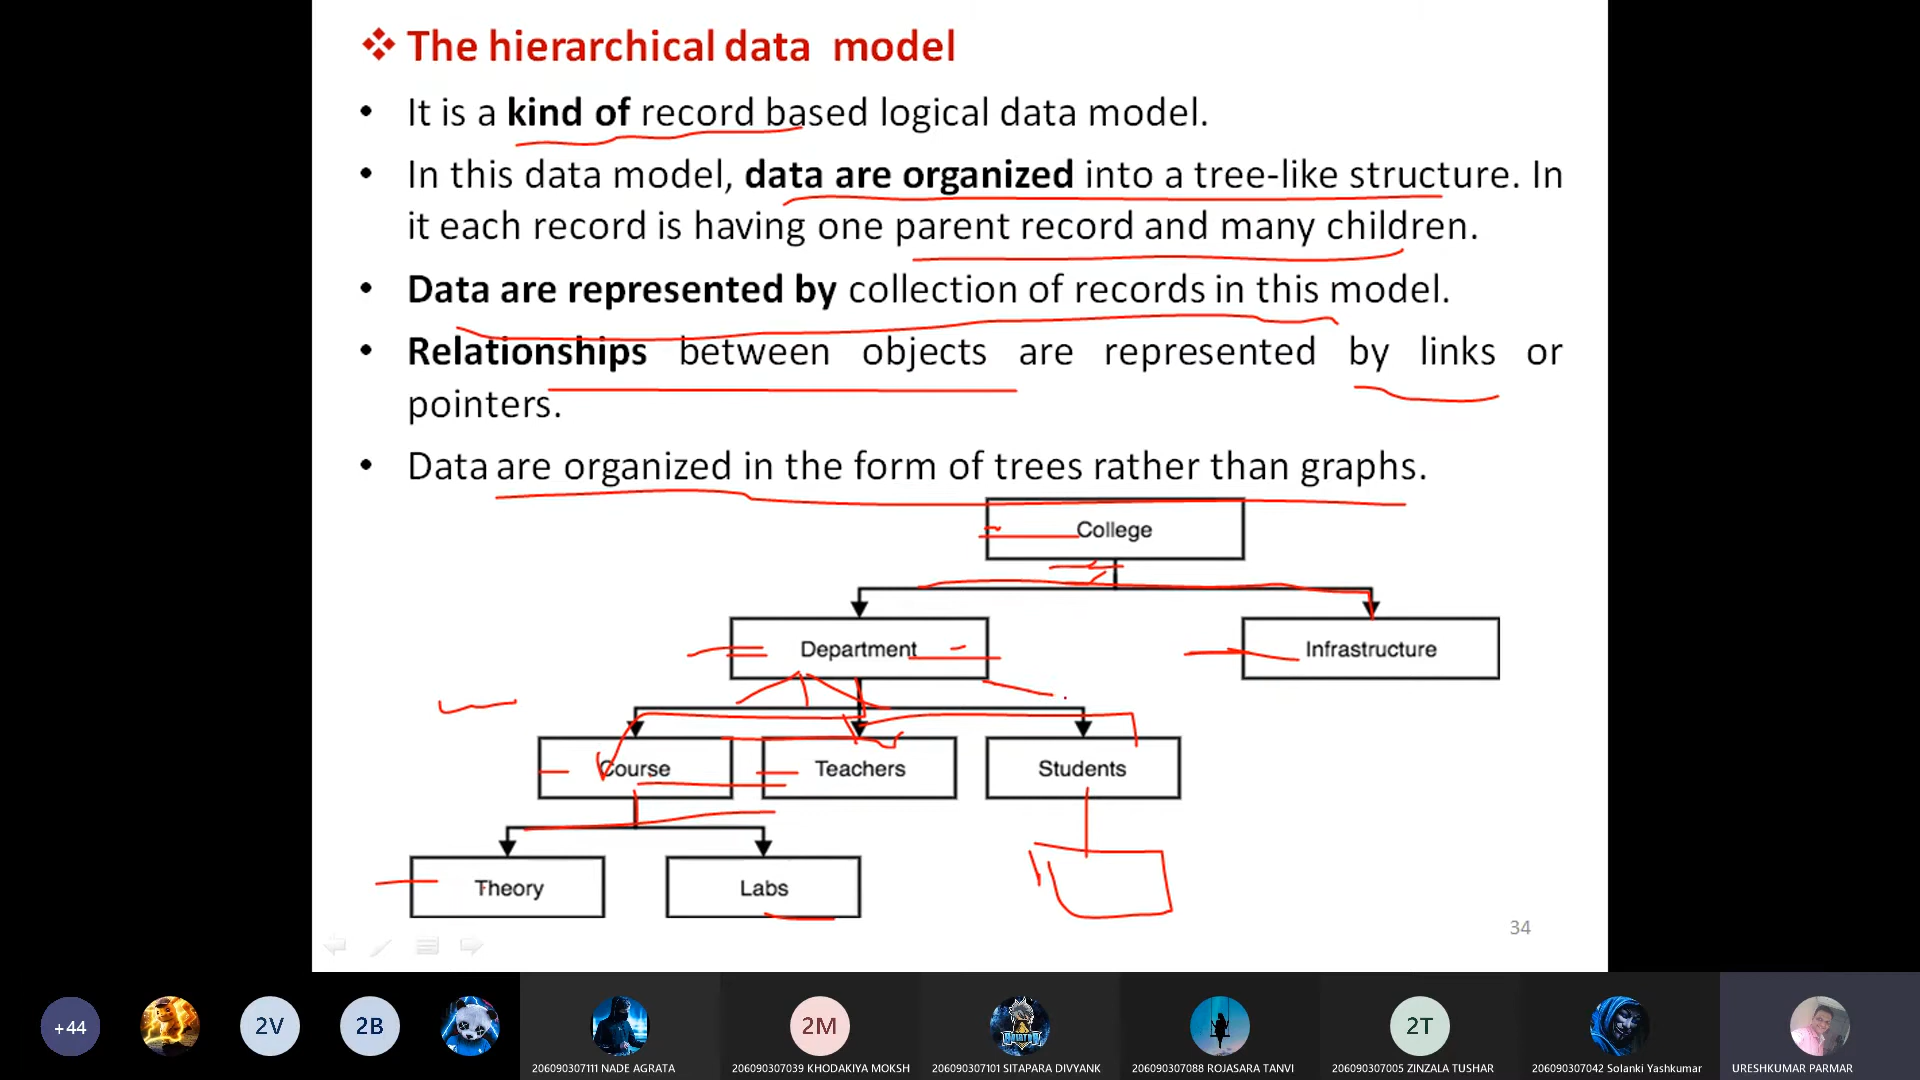 ❖ The hierarchical data model
• It is a kind of record based logical data model.
• In this data model, data are organized into a tree-like structure. In
it each record is having one parent record and many children.
• Data are represented by collection of records in this model.
• Relationships between objects are represented by links or
pointers.
• Data are organized in the form of trees rather than graphs.
College
Department
Infrastructure
Course
Teachers
Students
Theory
Labs
34
+44
2V
2B
2M
2T
206090307111 NADE AGRATA
206090307039 KHODAKIYA MOKSH
206090307101 SITAPARA DIVYANK
206090307088 ROJASARA TANVI
206090307005 ZINZALA TUSHAR
206090307042 Solanki Yashkumar
URESHKUMAR PARMAR